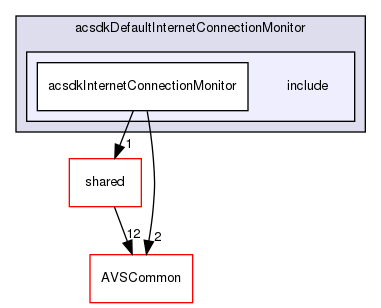 acsdkDefaultInternetConnectionMonitor
acsdkInternetConnectionMonitor
include
1
shared
12
2
AVSCommon